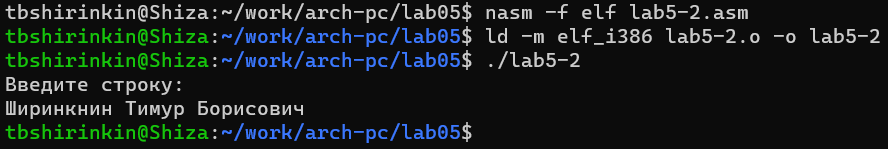 tbshirinkin@Shiza:~/work/arch-pc/lab05$ nasm -f elf lab5-2.asm
tbshirinkin@Shiza:~/work/arch-pc/lab05$ ld -m elf_i386 lab5-2.o -o lab5-2
tbshirinkin@Shiza:~/work/arch-pc/lab05$ ./lab5-2
Введите строку:
Ширинкнин Тимур Борисович
tbshirinkin@Shiza:~/work/arch-pc/lab05$